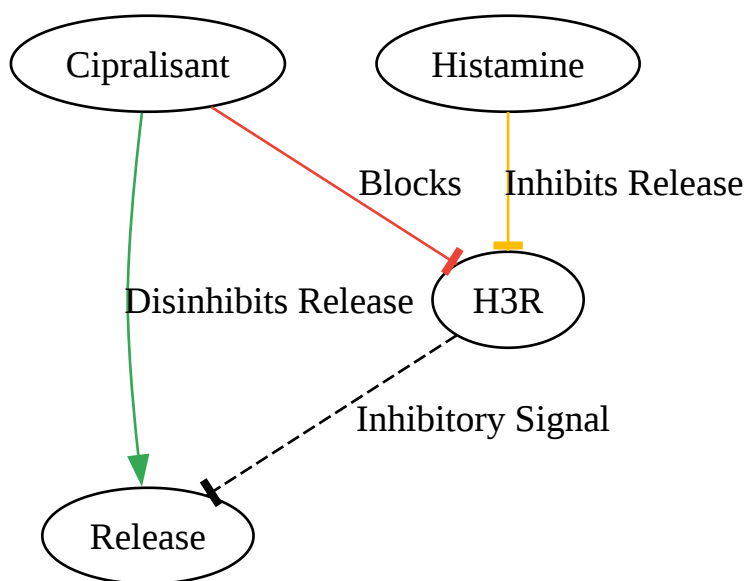 Cipralisant
Histamine
Blocks
Inhibits Release
Disinhibits Release
H3R
Inhibitory Signal
Release